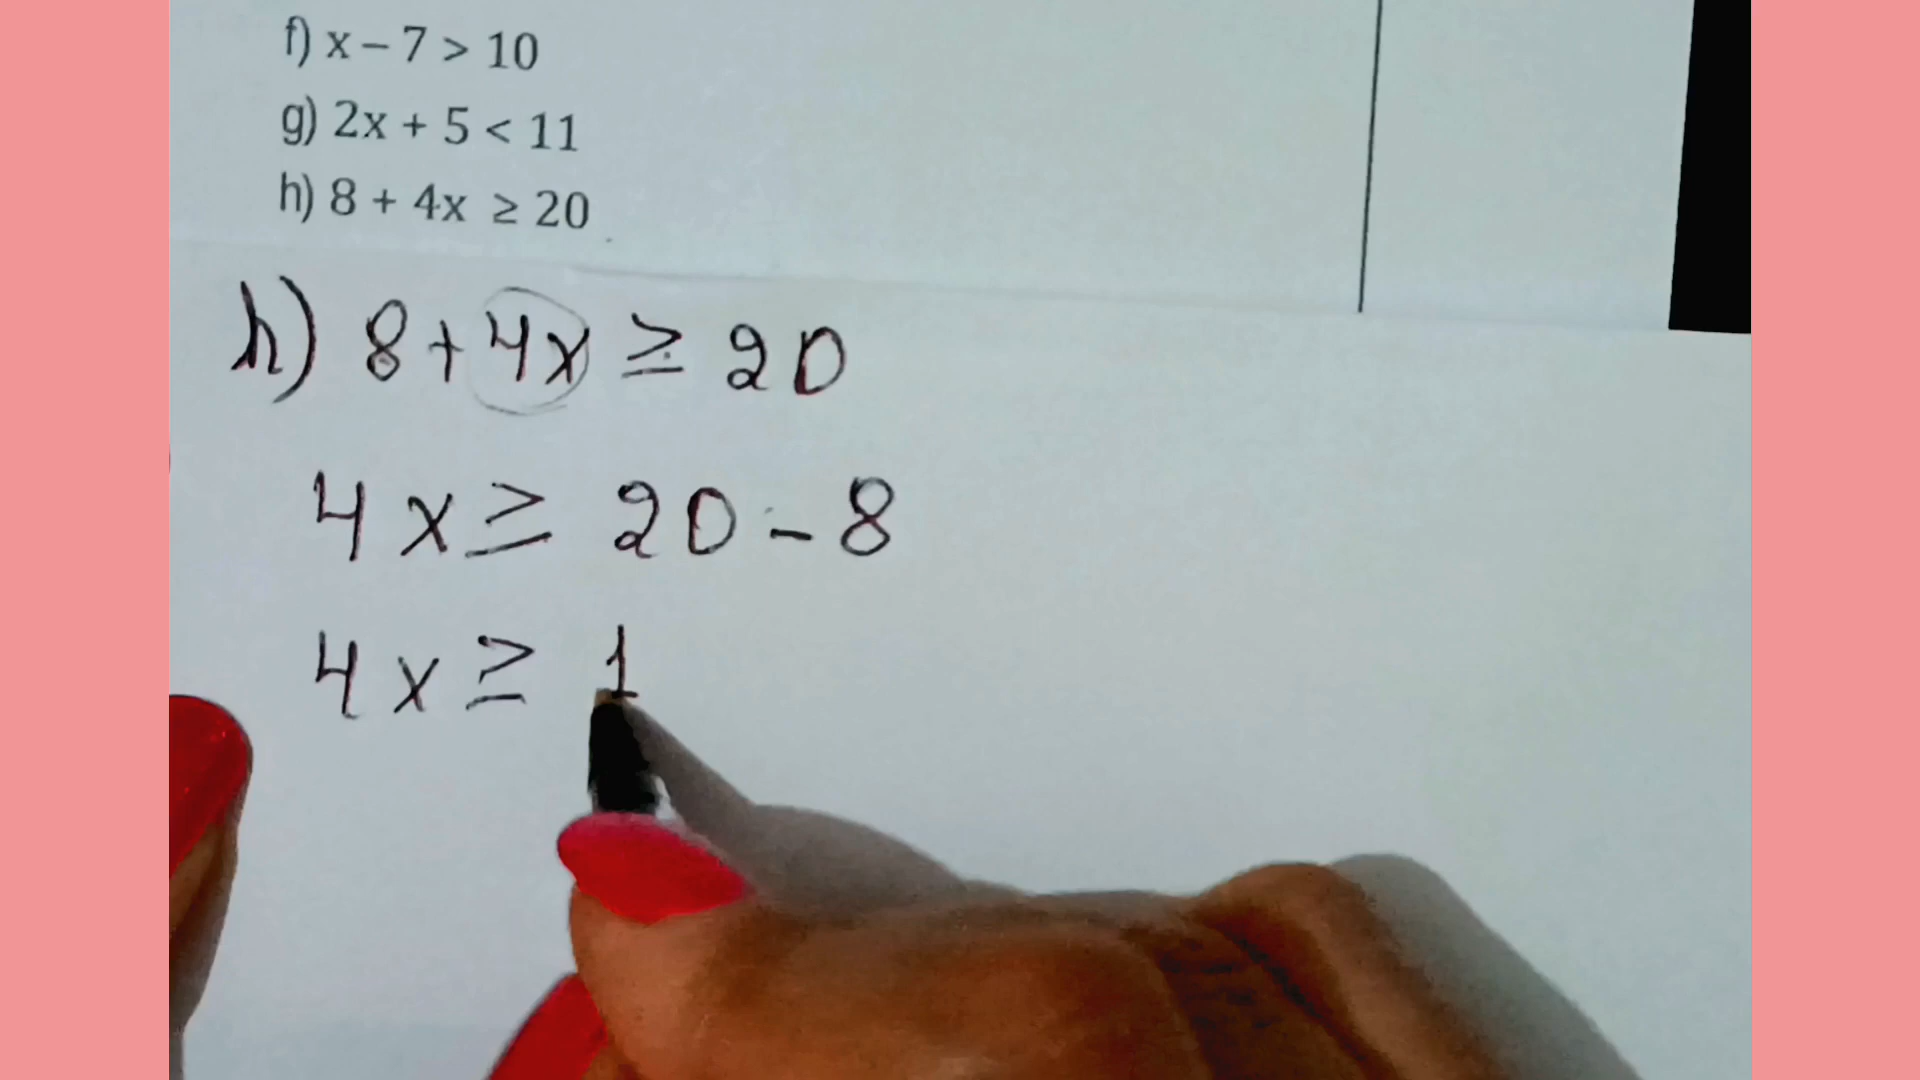 f) x – 7 > 10
g) 2x + 5 < 11
h) 8 + 4x ≥ 20
h) 8 + 4x ≥ 20
4x ≥ 20 - 8
4x ≥ 1